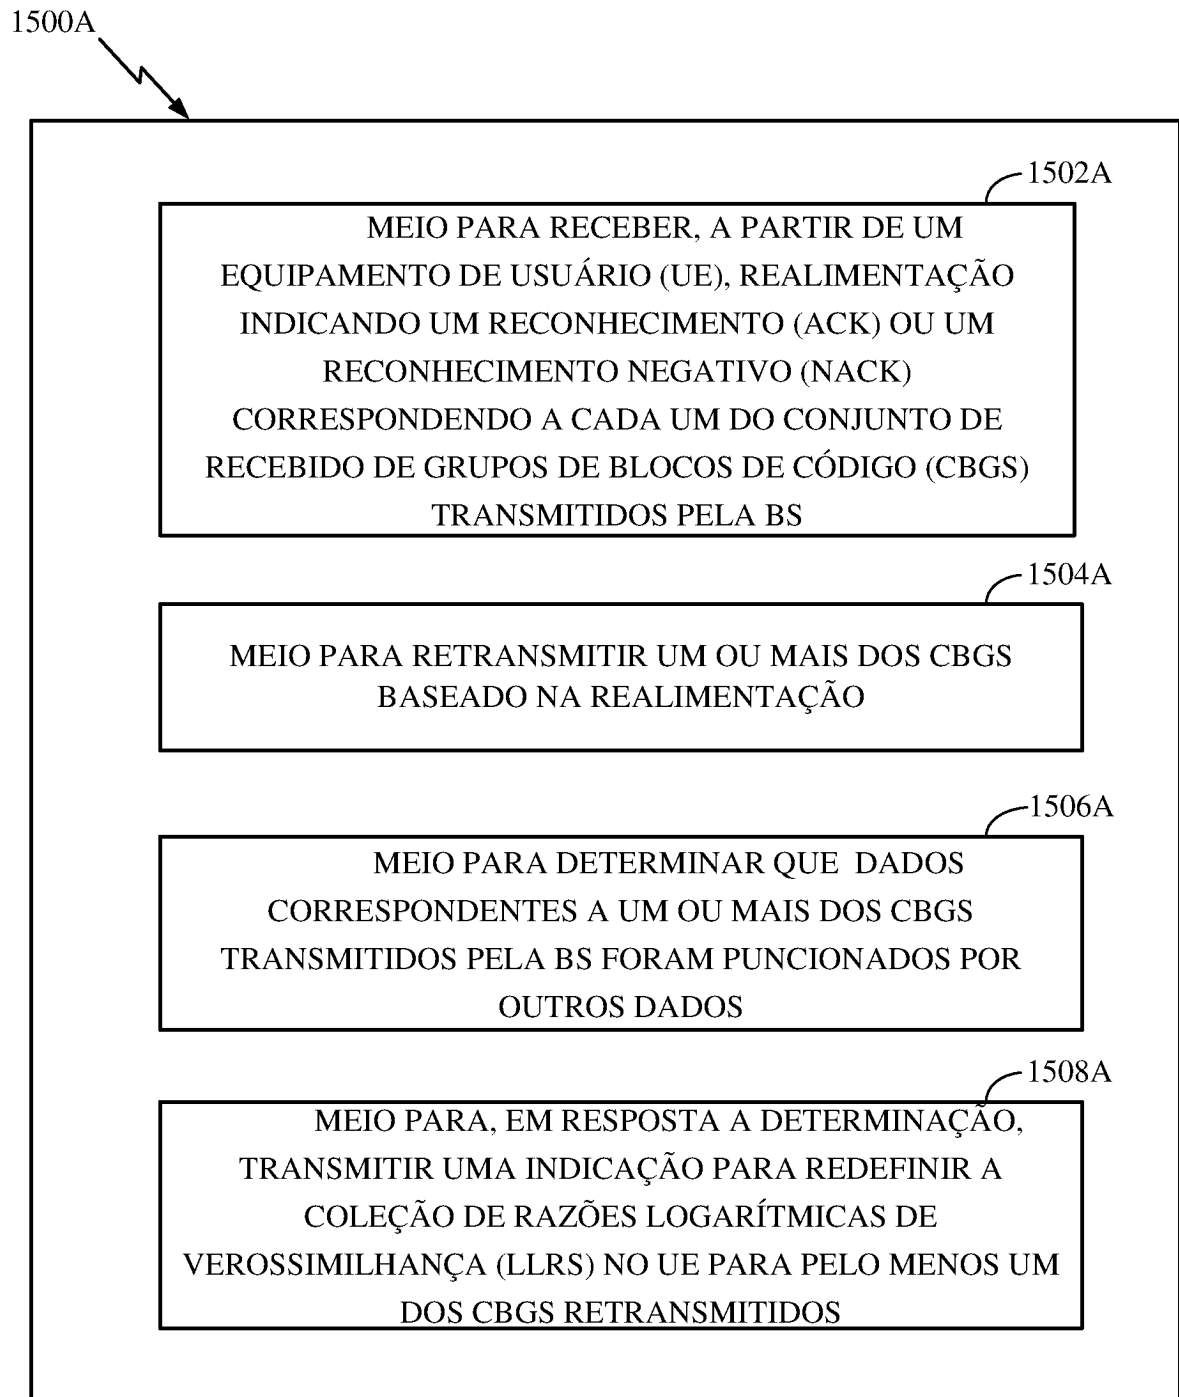 1500A
1502A
MEIO PARA RECEBER, A PARTIR DE UM
EQUIPAMENTO DE USUÁRIO (UE), REALIMENTAÇÃO
INDICANDO UM RECONHECIMENTO (ACK) OU UM
RECONHECIMENTO NEGATIVO (NACK)
CORRESPONDENDO A CADA UM DO CONJUNTO DE
RECEBIDO DE GRUPOS DE BLOCOS DE CÓDIGO (CBGS)
TRANSMITIDOS PELA BS
1504A
MEIO PARA RETRANSMITIR UM OU MAIS DOS CBGS
BASEADO NA REALIMENTAÇÃO
1506A
MEIO PARA DETERMINAR QUE DADOS
CORRESPONDENTES A UM OU MAIS DOS CBGS
TRANSMITIDOS PELA BS FORAM PUNCIONADOS POR
OUTROS DADOS
1508A
MEIO PARA, EM RESPOSTA A DETERMINAÇÃO,
TRANSMITIR UMA INDICAÇÃO PARA REDEFINIR A
COLEÇÃO DE RAZÕES LOGARÍTMICAS DE
VEROSSIMILHANÇA (LLRS) NO UE PARA PELO MENOS UM
DOS CBGS RETRANSMITIDOS